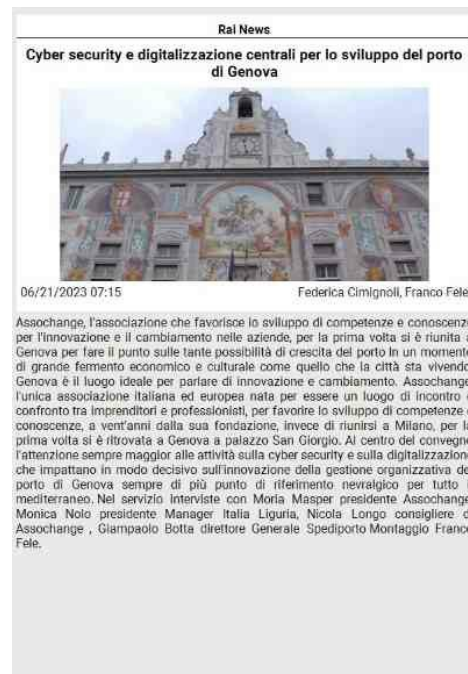 Rai News
Cyber security e digitalizzazione centrali per lo sviluppo del porto
di Genova
06/21/2023 07:15
Federica Cimignoli, Franco Fele
Assochange, l'associazione che favorisce lo sviluppo di competenze e conoscenze
per l'innovazione e il cambiamento nelle aziende, per la prima volta si è riunita a
Genova per fare il punto sulle tante possibilità di crescita del porto In un momento
di grande fermento economico e culturale come quello che la città sta vivendo
Genova è il luogo ideale per parlare di innovazione e cambiamento. Assochange
l'unica associazione italiana ed europea nata per essere un luogo di incontro e
confronto tra imprenditori e professionisti, per favorire lo sviluppo di competenze e
conoscenze, a vent'anni dalla sua fondazione, invece di riunirsi a Milano, per la
prima volta si è ritrovata a Genova a palazzo San Giorgio. Al centro del convegno
l'attenzione sempre maggior alle attività sulla cyber security e sulla digitalizzazione
che impattano in modo decisivo sull'innovazione della gestione organizzativa del
porto di Genova sempre di più punto di riferimento nevralgico per tutto il
mediterraneo. Nel servizio Interviste con Moria Masper presidente Assochange
Monica Nolo presidente Manager Italia Liguria, Nicola Longo consigliere di
Assochange , Giampaolo Botta direttore Generale Spediporto Montaggio Franco
Fele.